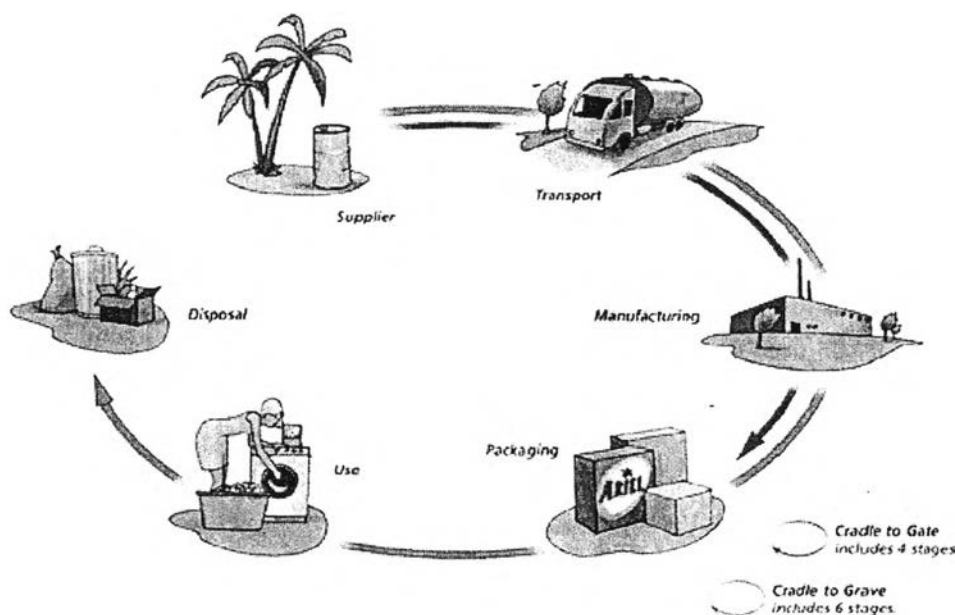 Supplier
Transport
Manufacturing
Packaging
ARIEL
Use
Disposal
Cradle to Gate
includes 4 stages
Cradle to Grave
includes 6 stages.